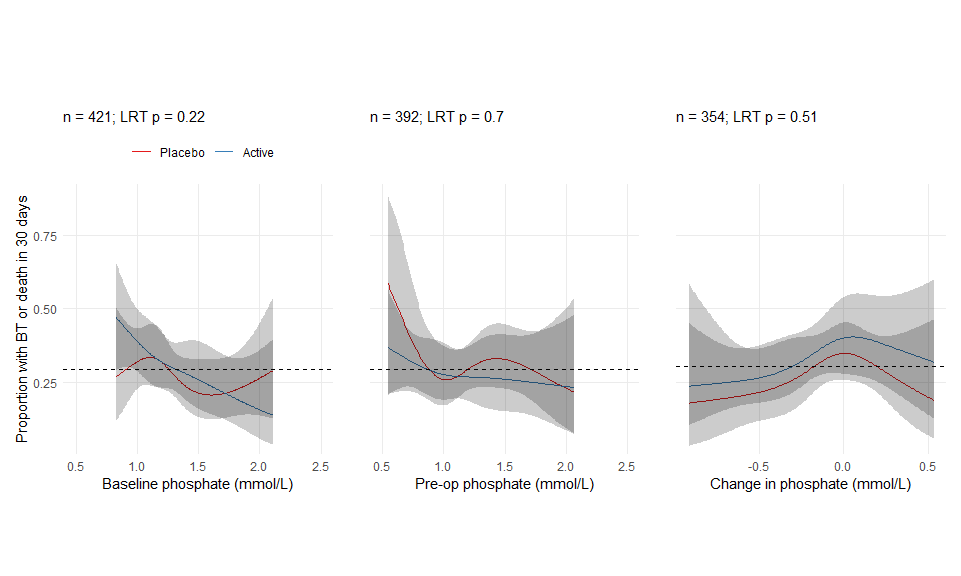 n = 421; LRT p = 0.22
n = 392; LRT p = 0.7
n = 354; LRT p = 0.51
Placebo Active
Proportion with BT or death in 30 days
0.75
0.50
0.25
0.5 1.0 1.5 2.0 2.5
Baseline phosphate (mmol/L)
0.5 1.0 1.5 2.0 2.5
Pre-op phosphate (mmol/L)
-0.5 0.0 0.5
Change in phosphate (mmol/L)